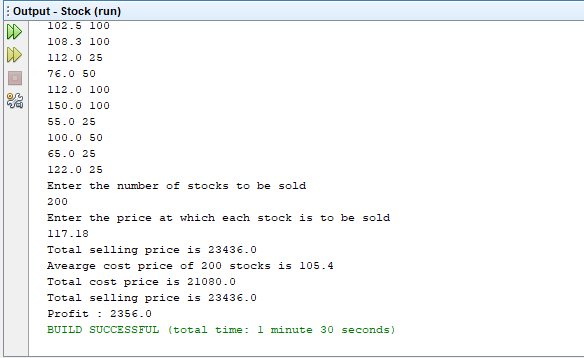 Output - Stock (run)
102.5 100
108.3 100
112.0 25
76.0 50
112.0 100
150.0 100
55.0 25
100.0 50
65.0 25
122.0 25
Enter the number of stocks to be sold
200
Enter the price at which each stock is to be sold
117.18
Total selling price is 23436.0
Avearge cost price of 200 stocks is 105.4
Total cost price is 21080.0
Total selling price is 23436.0
Profit : 2356.0
BUILD SUCCESSFUL (total time: 1 minute 30 seconds)